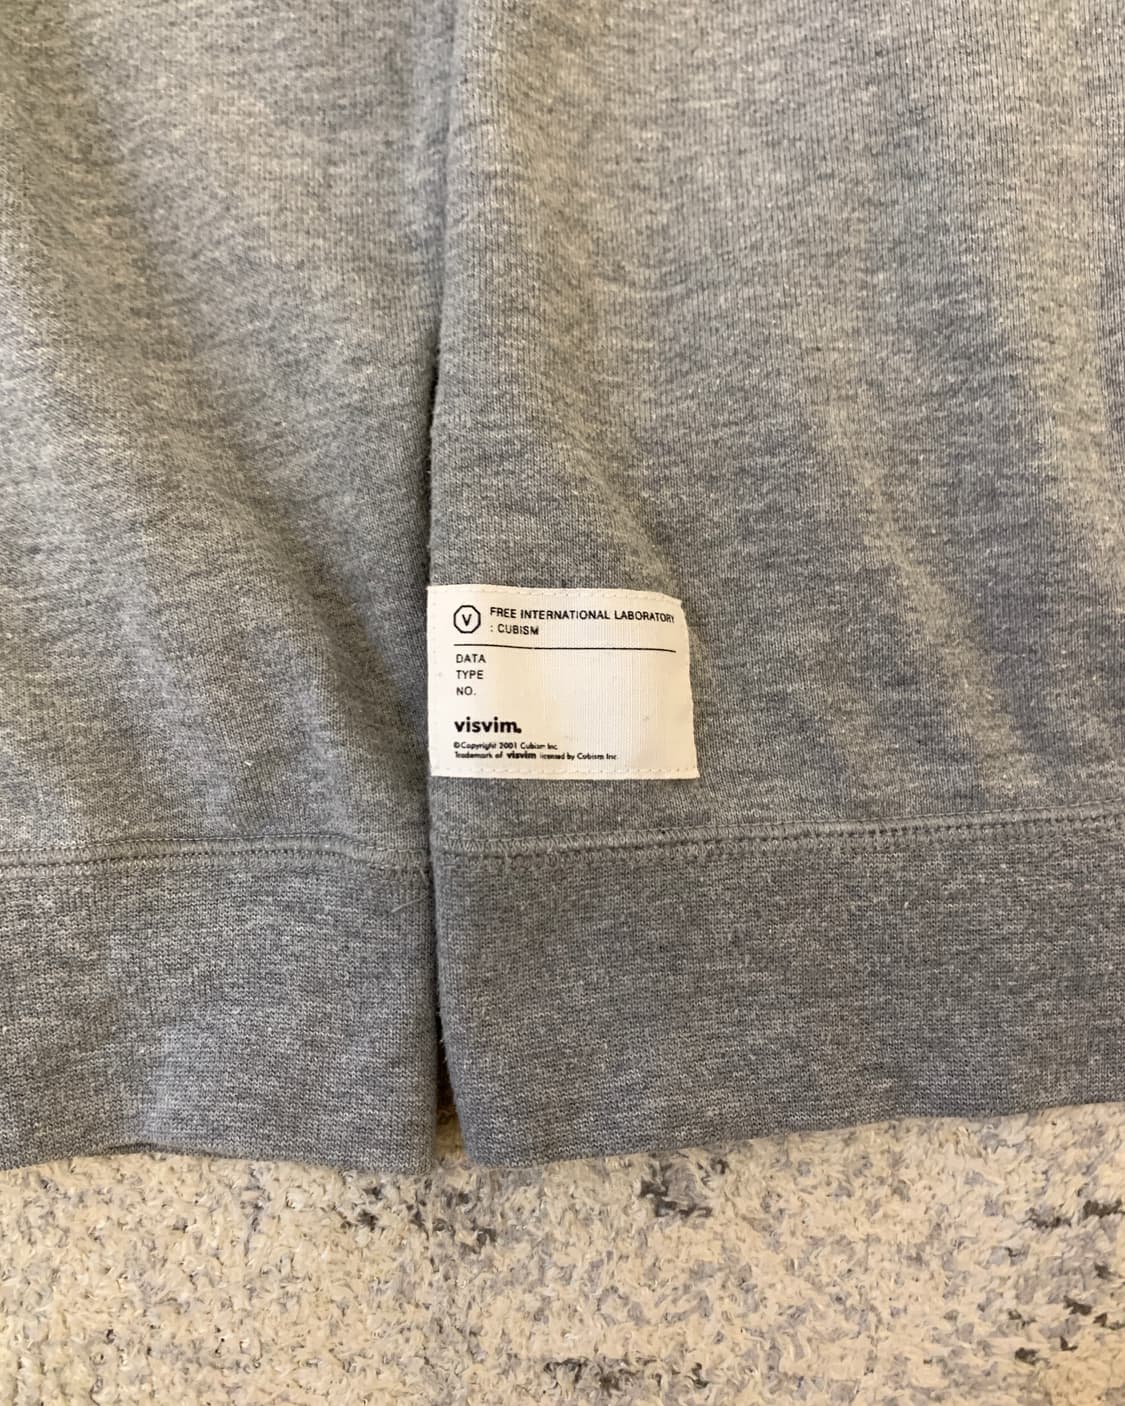 V
FREE INTERNATIONAL LABORATORY
: CUBISM
DATA
TYPE
NO.
visvim.
©Copyright 2001 Cubism Inc.
Trademark of visvim licensed by Cubism Inc.